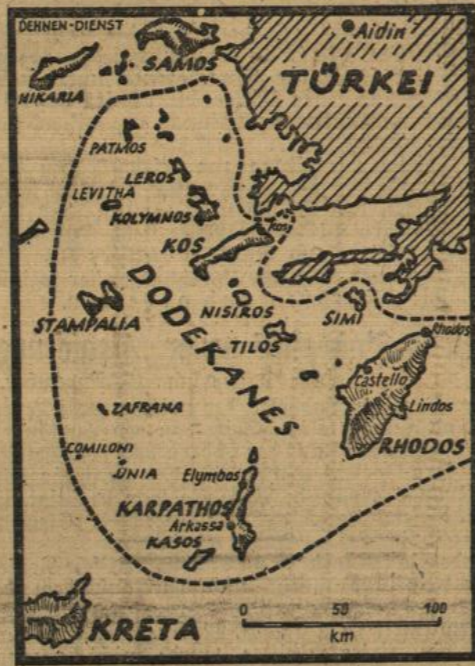 DEHNEN-DIENST
Aidin
SAMOS
TÜRKEI
NIKARIA
PATMOS
LEROS
LEVITHA
KOLYMNOS
Kos
KOS
DODEKANES
STAMPALIA
NISIROS
SIMI
TILOS
Rhodos
Castello
Lindos
ZAFRANA
RHODOS
COMILONI
UNIA
Elymbos
KARPATHOS
Arkassa
KASOS
KRETA
0 50 100
km